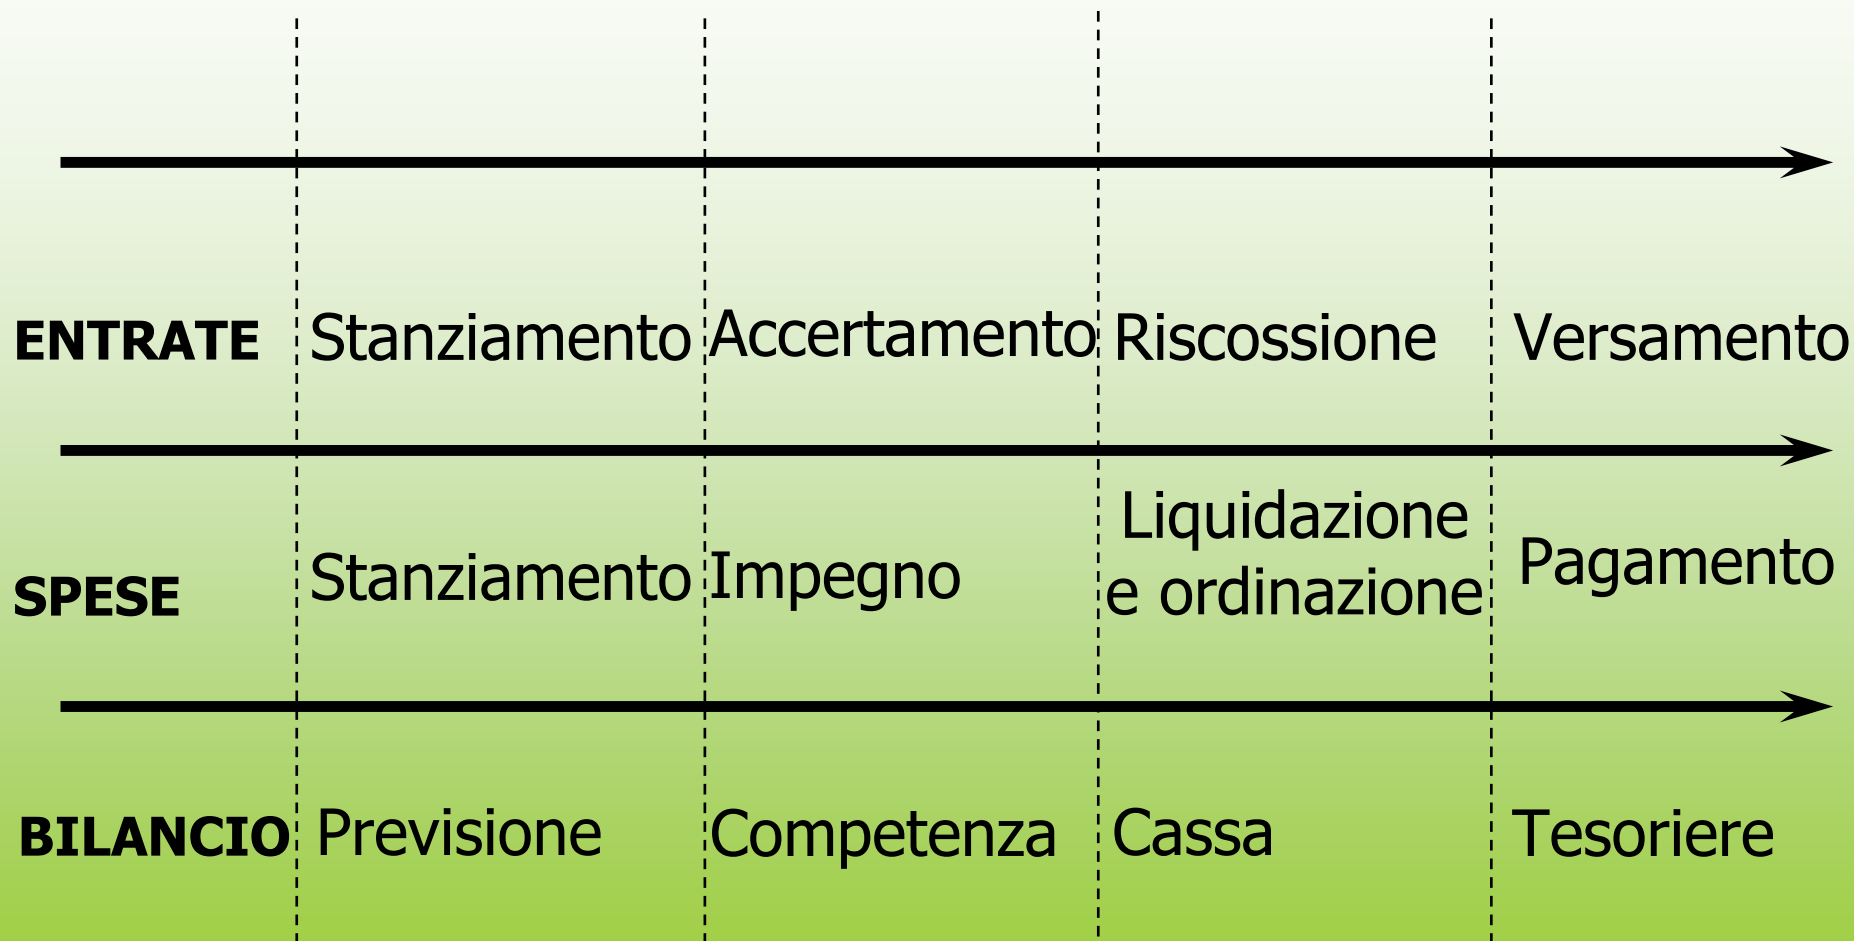 ENTRATE Stanziamento Accertamento Riscossione Versamento
SPESE Stanziamento Impegno Liquidazione e ordinazione Pagamento
BILANCIO Previsione Competenza Cassa Tesoriere